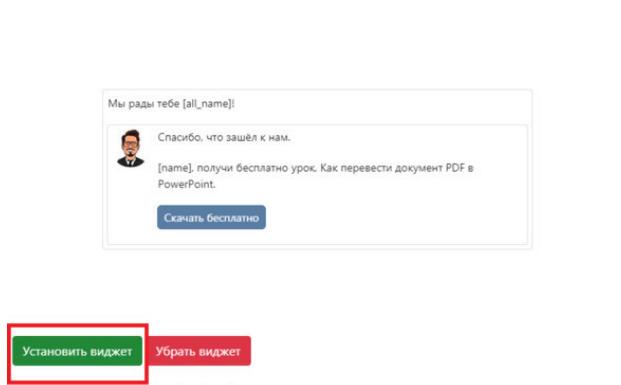 Мы рады тебе [all_name]!
Спасибо, что зашёл к нам.
[name], получи бесплатно урок. Как перевести документ PDF в
PowerPoint.
Скачать бесплатно
Установить виджет
Убрать виджет